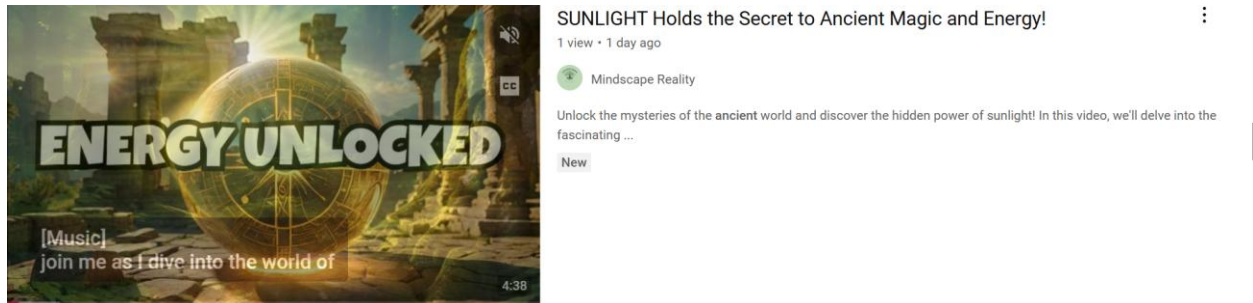 ENERGY UNLOCKED
CC
[Music]
join me as I dive into the world of
4:38
SUNLIGHT Holds the Secret to Ancient Magic and Energy!
1 view • 1 day ago
Mindscape Reality
Unlock the mysteries of the ancient world and discover the hidden power of sunlight! In this video, we'll delve into the
fascinating ...
New